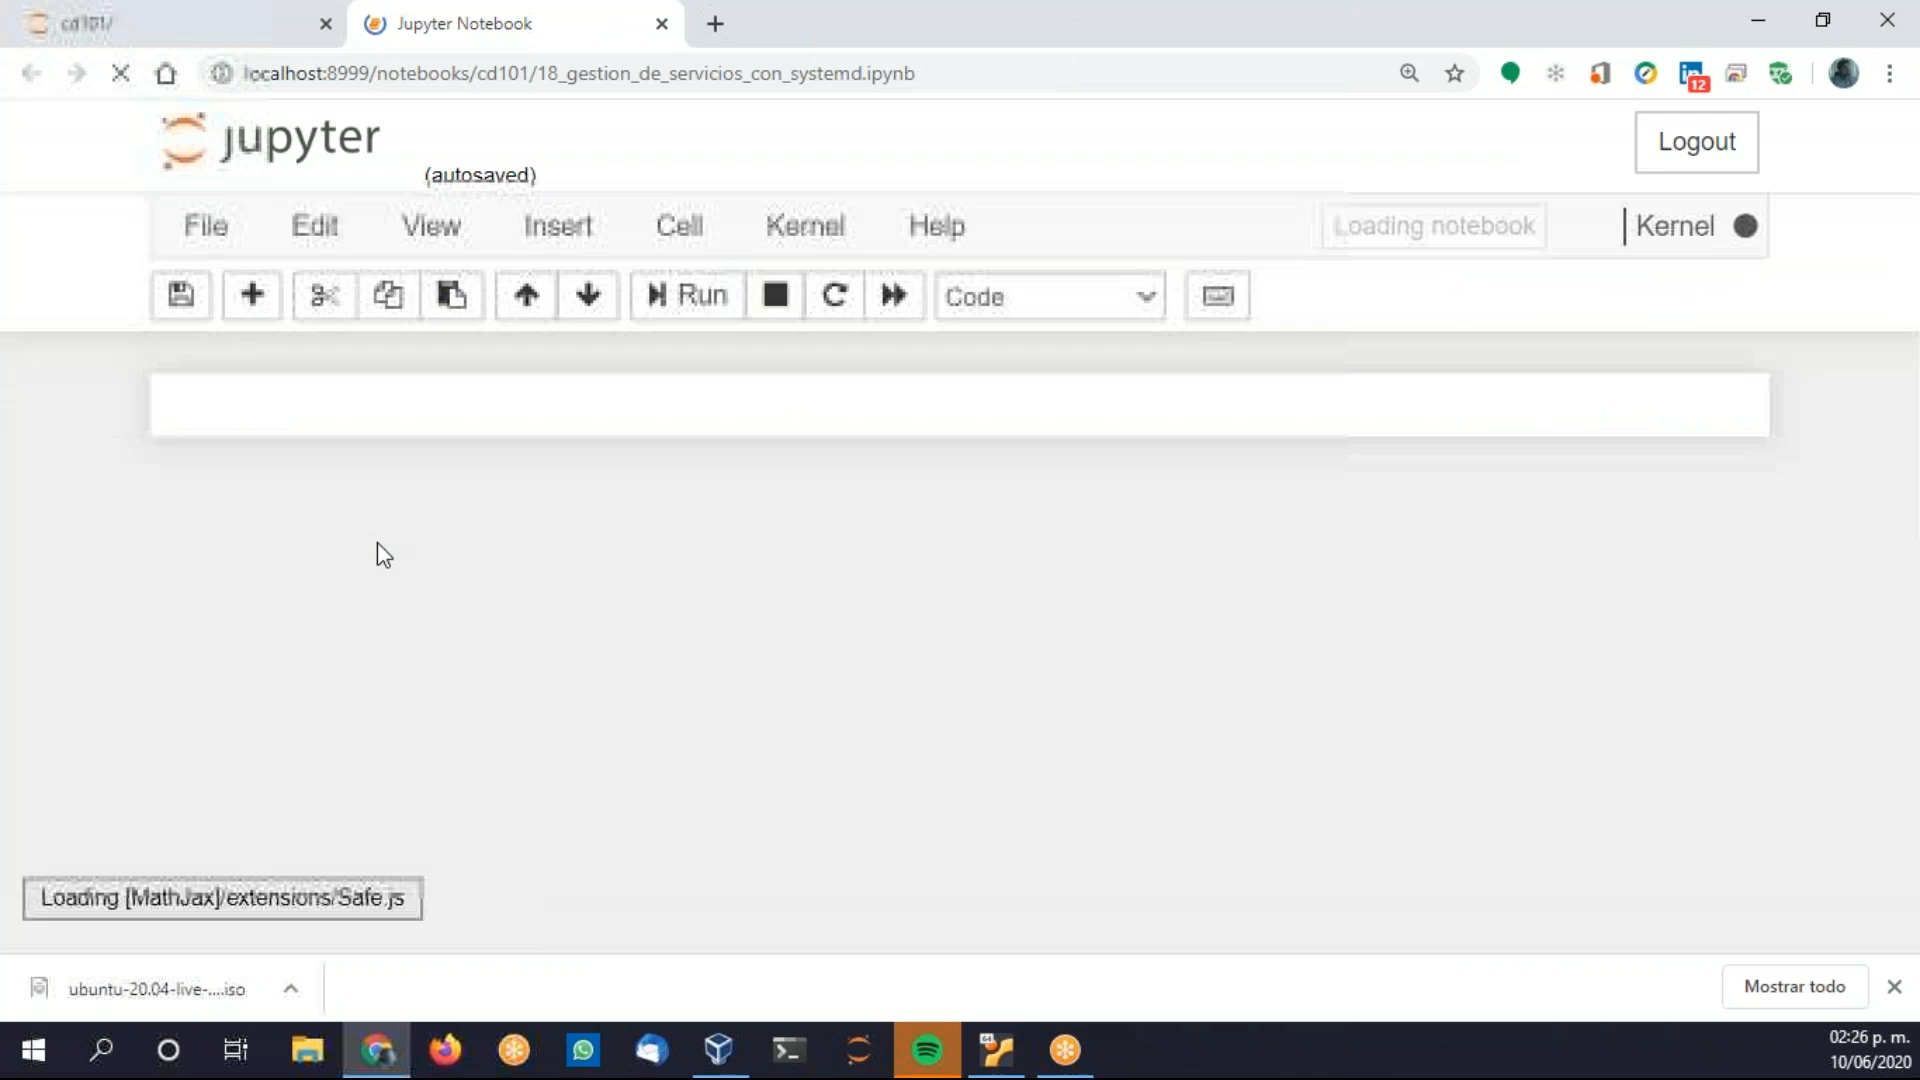 cd101/
Jupyter Notebook
localhost:8999/notebooks/cd101/18_gestion_de_servicios_con_systemd.ipynb
12
jupyter
(autosaved)
Logout
File Edit View Insert Cell Kernel Help
Loading notebook
Kernel
Run
Code
Loading [MathJax]/extensions/Safe.js
ubuntu-20.04-live-....iso
Mostrar todo
64
02:26 p. m.
10/06/2020